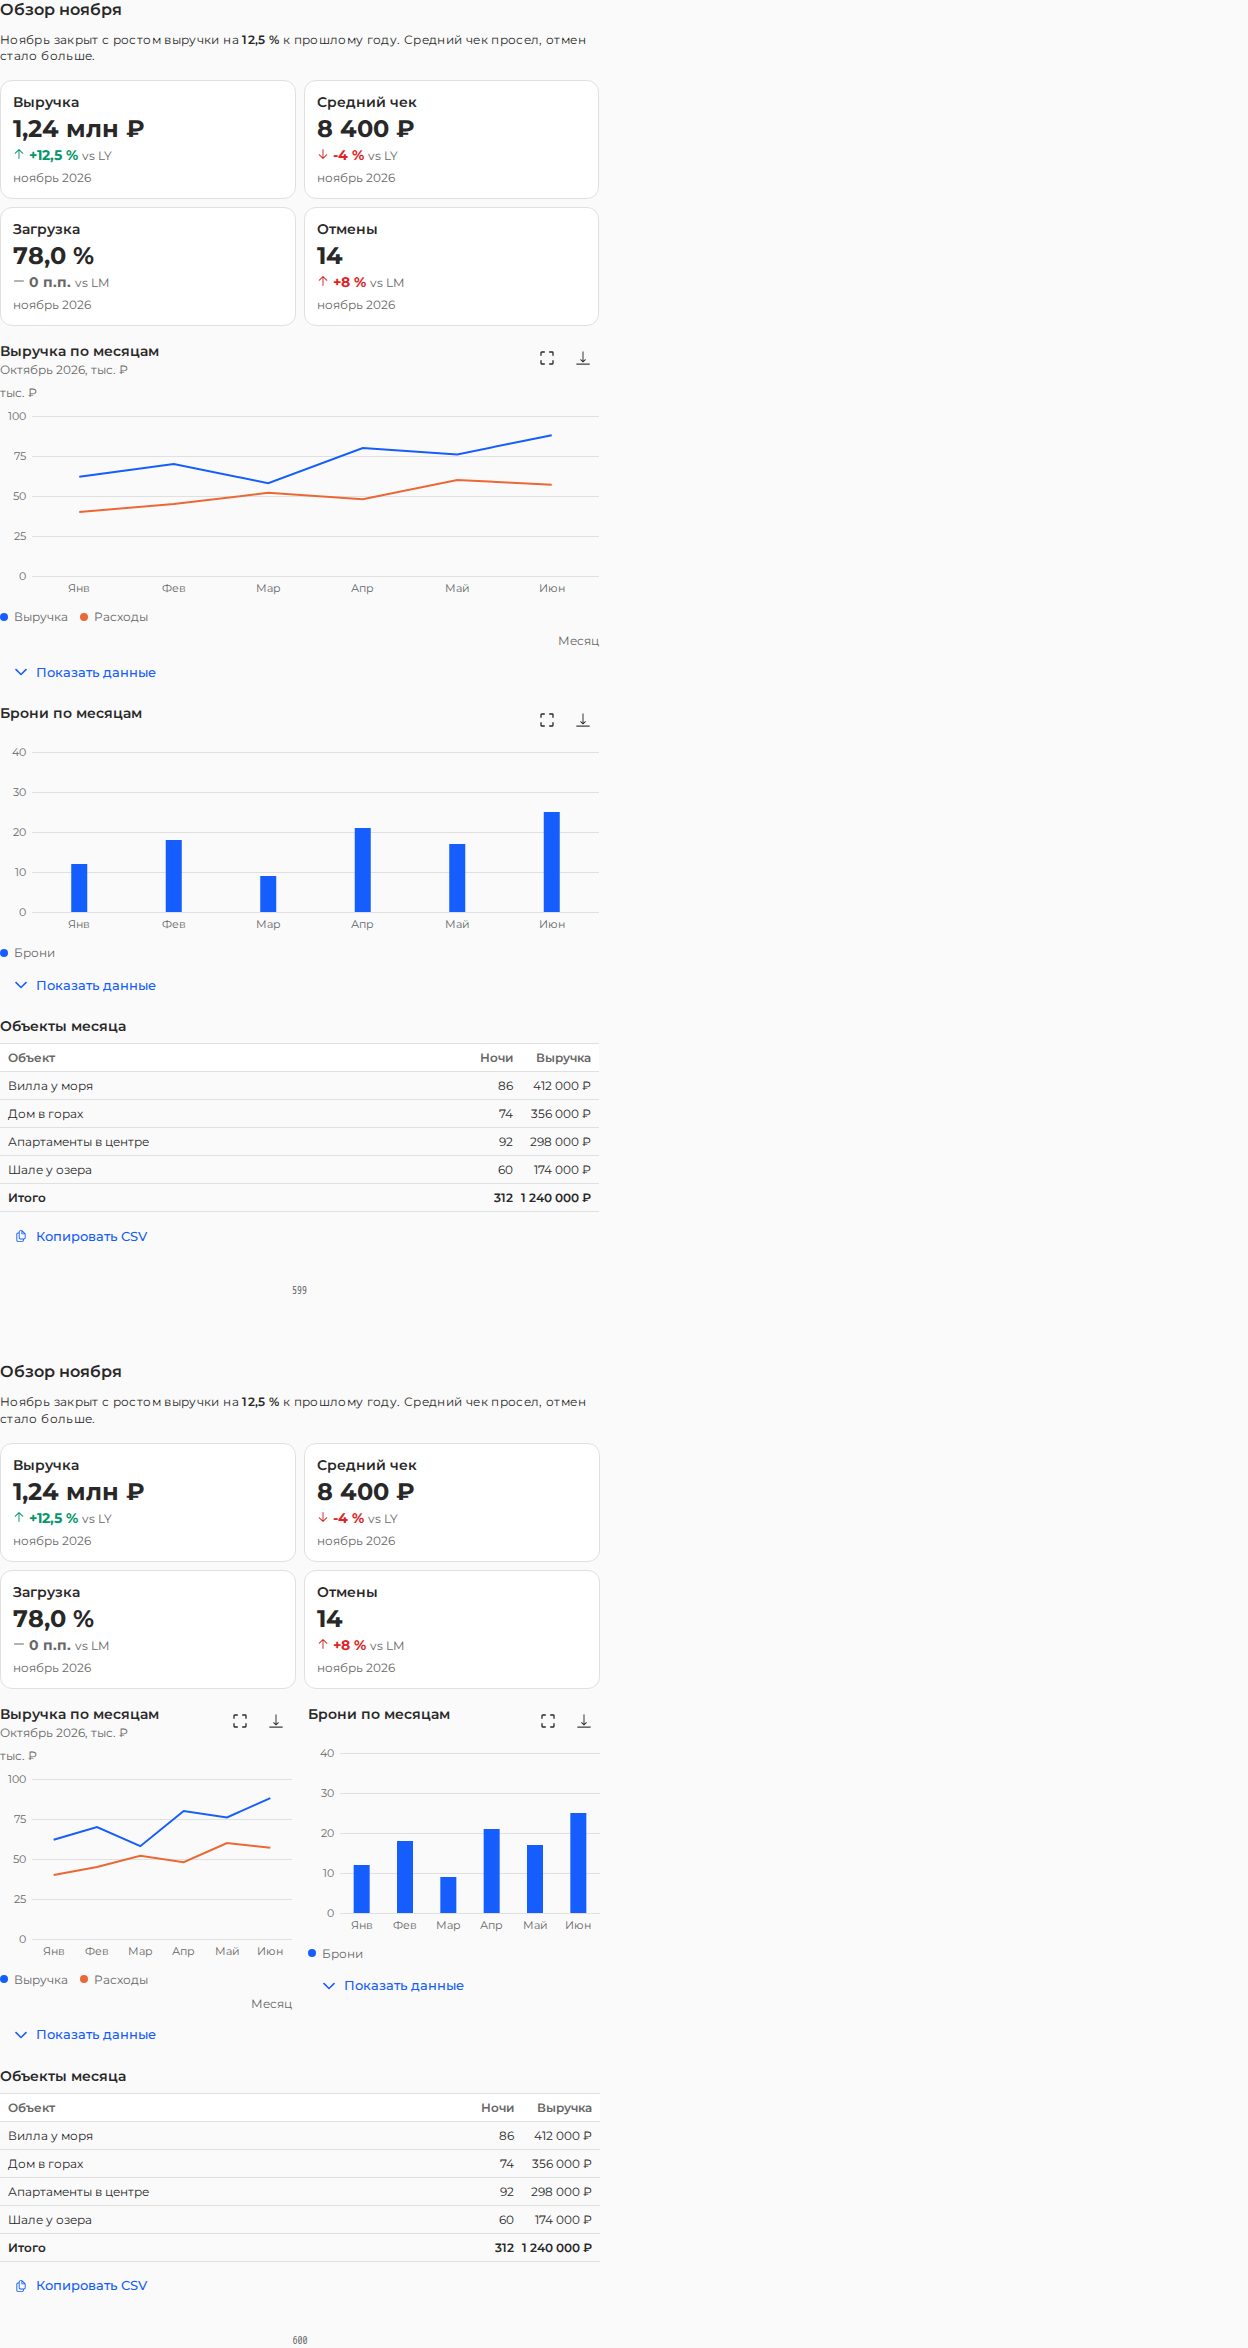 Обзор ноября
Ноябрь закрыт с ростом выручки на 12,5 % к прошлому году. Средний чек просел, отмен
стало больше.
Выручка
1,24 млн ₽
+12,5 % vs LY
ноябрь 2026
Средний чек
8 400 ₽
-4 % vs LY
ноябрь 2026
Загрузка
78,0 %
0 п.п. vs LM
ноябрь 2026
Отмены
14
+8 % vs LM
ноябрь 2026
Выручка по месяцам
Октябрь 2026, тыс. ₽
тыс. ₽
100
75
50
25
0
Янв Фев Мар Апр Май Июн
Выручка Расходы
Месяц
Показать данные
Брони по месяцам
40
30
20
10
0
Янв Фев Мар Апр Май Июн
Брони
Показать данные
Объекты месяца
Объект Ночи Выручка
Вилла у моря 86 412 000 ₽
Дом в горах 74 356 000 ₽
Апартаменты в центре 92 298 000 ₽
Шале у озера 60 174 000 ₽
Итого 312 1 240 000 ₽
Копировать CSV
599
Обзор ноября
Ноябрь закрыт с ростом выручки на 12,5 % к прошлому году. Средний чек просел, отмен
стало больше.
Выручка
1,24 млн ₽
+12,5 % vs LY
ноябрь 2026
Средний чек
8 400 ₽
-4 % vs LY
ноябрь 2026
Загрузка
78,0 %
0 п.п. vs LM
ноябрь 2026
Отмены
14
+8 % vs LM
ноябрь 2026
Выручка по месяцам
Октябрь 2026, тыс. ₽
тыс. ₽
100
75
50
25
0
Янв Фев Мар Апр Май Июн
Выручка Расходы
Месяц
Показать данные
Брони по месяцам
40
30
20
10
0
Янв Фев Мар Апр Май Июн
Брони
Показать данные
Объекты месяца
Объект Ночи Выручка
Вилла у моря 86 412 000 ₽
Дом в горах 74 356 000 ₽
Апартаменты в центре 92 298 000 ₽
Шале у озера 60 174 000 ₽
Итого 312 1 240 000 ₽
Копировать CSV
600